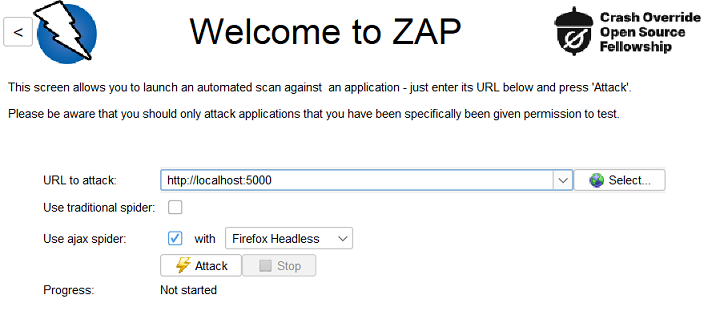 <
Welcome to ZAP
Crash Override
Open Source
Fellowship
This screen allows you to launch an automated scan against an application - just enter its URL below and press 'Attack'.
Please be aware that you should only attack applications that you have been specifically been given permission to test.
URL to attack: http://localhost:5000 Select...
Use traditional spider:
Use ajax spider: with Firefox Headless
Attack Stop
Progress: Not started